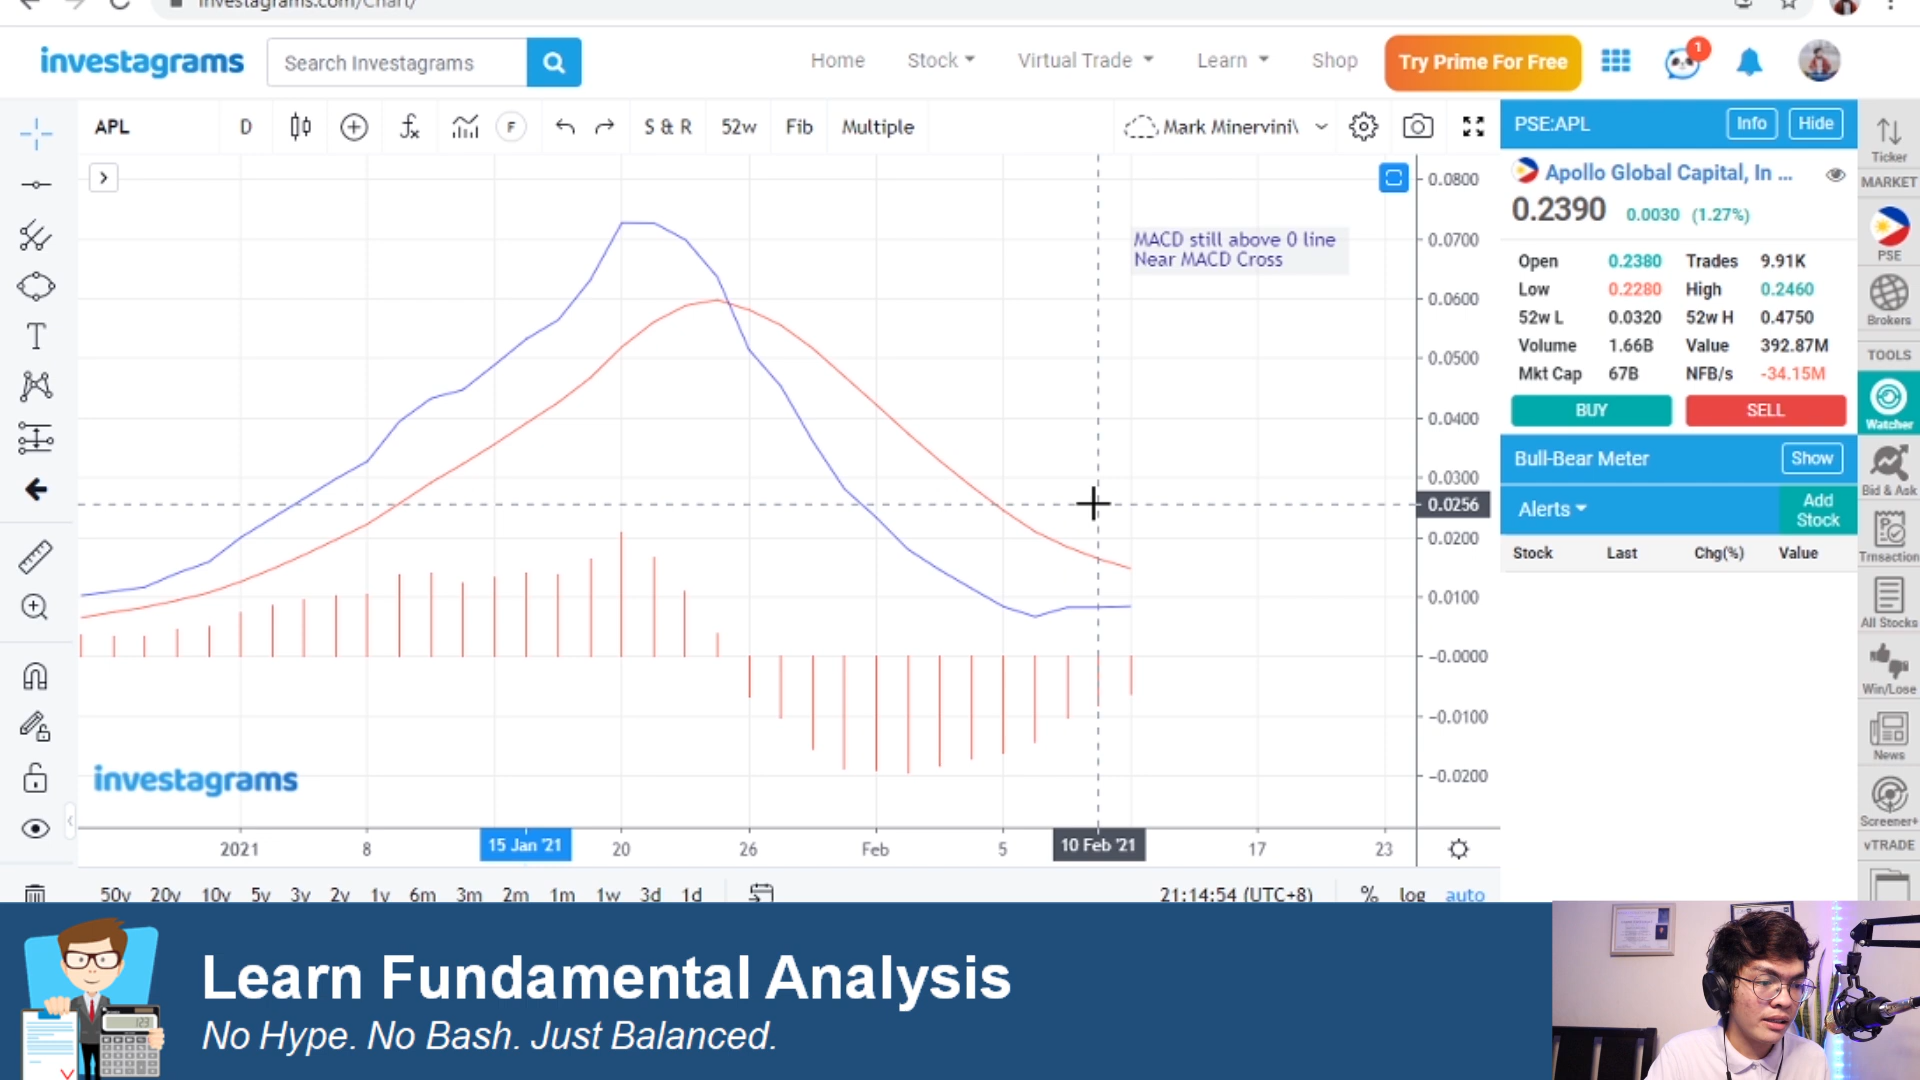 investagrams.com/Chart/
investagrams
Search Investagrams
Home
Stock
Virtual Trade
Learn
Shop
Try Prime For Free
1
APL
D
F
S & R
52w
Fib
Multiple
Mark Minervini\
PSE:APL
Info
Hide
Apollo Global Capital, In ...
0.2390 0.0030 (1.27%)
Open 0.2380 Trades 9.91K
Low 0.2280 High 0.2460
52w L 0.0320 52w H 0.4750
Volume 1.66B Value 392.87M
Mkt Cap 67B NFB/s -34.15M
BUY
SELL
Bull-Bear Meter
Show
Alerts
Add
Stock
Stock Last Chg(%) Value
Ticker
MARKET
PSE
Brokers
TOOLS
Watcher
Bid & Ask
Trnsaction
All Stocks
Win/Lose
News
Screener+
vTRADE
MACD still above 0 line
Near MACD Cross
0.0800
0.0700
0.0600
0.0500
0.0400
0.0300
0.0256
0.0200
0.0100
-0.0000
-0.0100
-0.0200
investagrams
2021 8 15 Jan '21 20 26 Feb 5 10 Feb '21 17 23
50y 20y 10y 5y 3y 2y 1y 6m 3m 2m 1m 1w 3d 1d
21:14:54 (UTC+8)
% log auto
123
Learn Fundamental Analysis
No Hype. No Bash. Just Balanced.